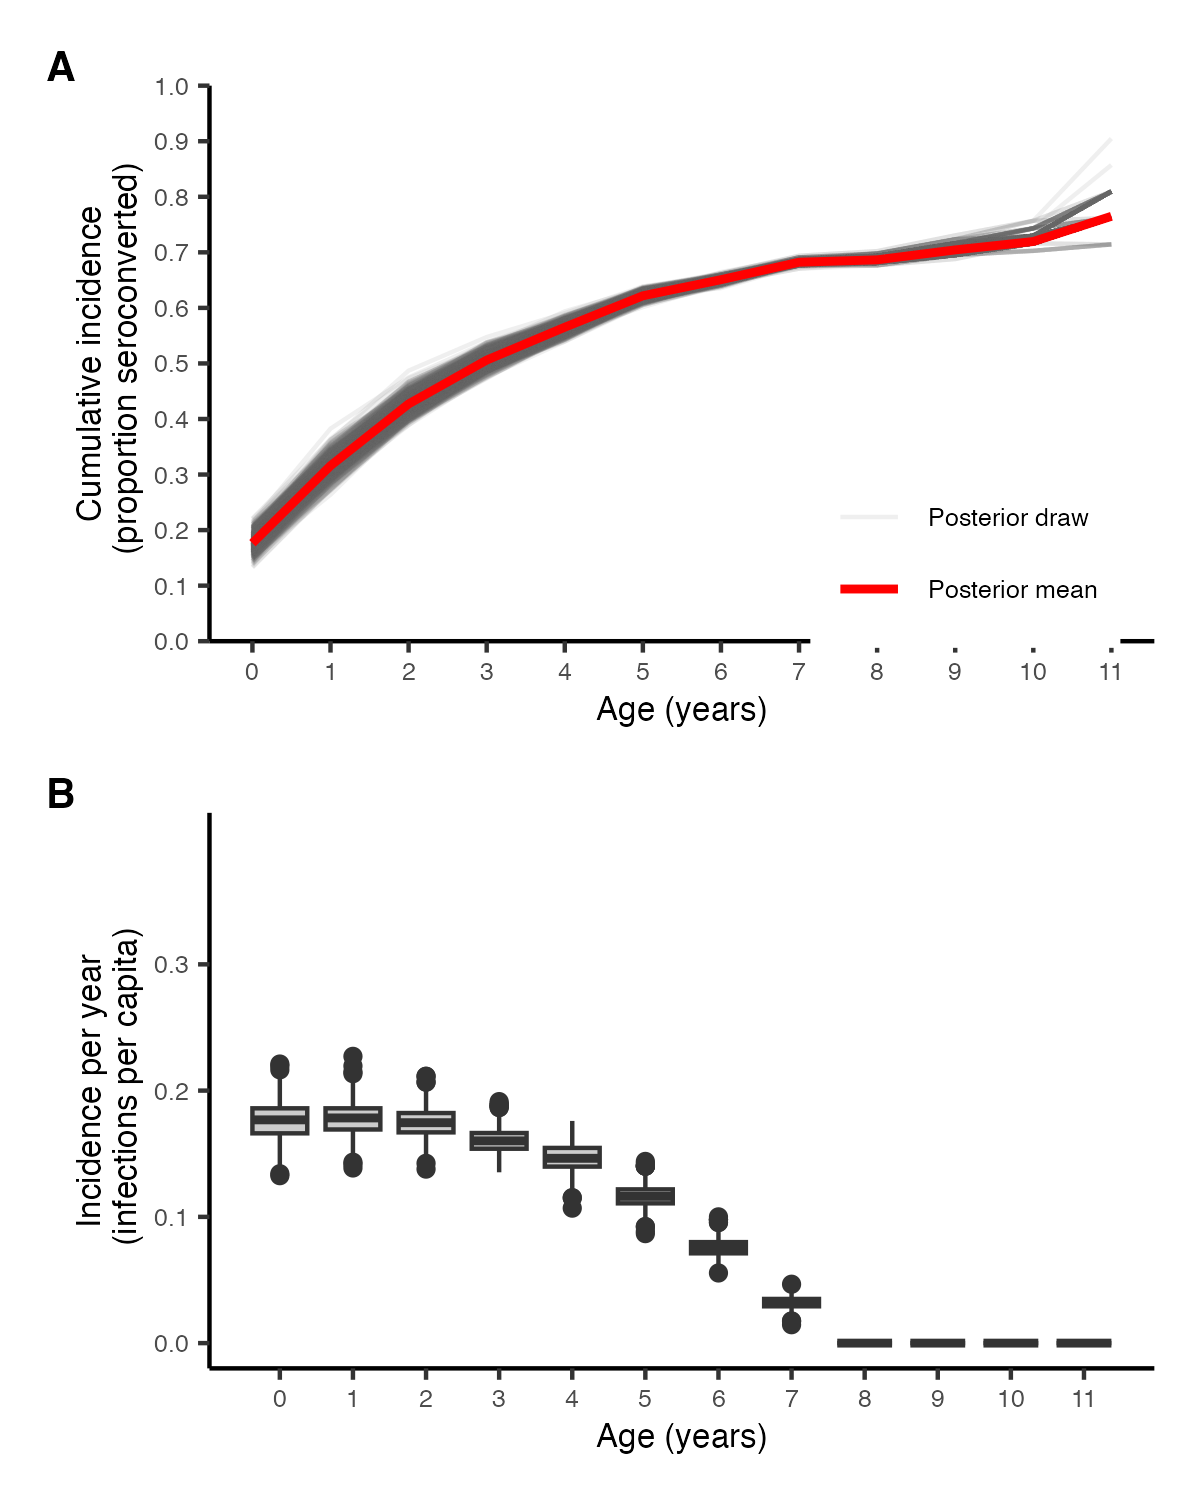 A
Cumulative incidence
(proportion seroconverted)
1.0
0.9
0.8
0.7
0.6
0.5
0.4
0.3
0.2
0.1
0.0
Posterior draw
Posterior mean
0 1 2 3 4 5 6 7 8 9 10 11
Age (years)
B
Incidence per year
(infections per capita)
0.3
0.2
0.1
0.0
0 1 2 3 4 5 6 7 8 9 10 11
Age (years)